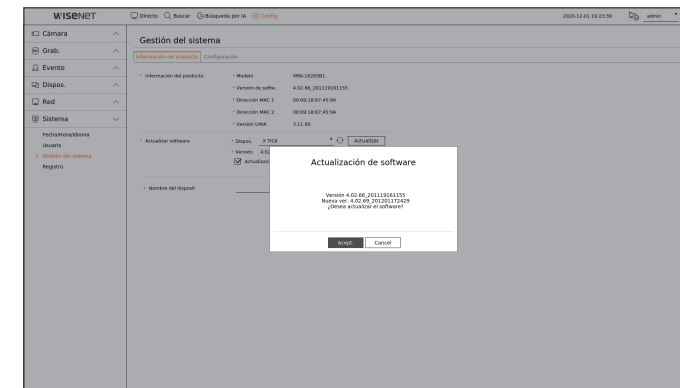 WISENET
Directo Buscar Búsqueda por IA Config.
2020-12-01 19:23:39 admin
Cámara
Grab.
Evento
Dispos.
Red
Sistema
Fecha/Hora/Idioma
Usuario
Gestión del sistema
Registro
Gestión del sistema
Información del producto Configuración
Información del producto
Modelo XRN-1620SB1
Versión de softw. 4.02.66_201119161155
Dirección MAC 1 00:09:18:67:45:99
Dirección MAC 2 00:09:18:67:45:9A
Versión UWA 3.11.00
Actualizar software
Dispos. X TICK Actualizar
Versión 4.02
Actualizaci
Nombre del disposit
Actualización de software
Versión 4.02.66_201119161155
Nueva ver. 4.02.69_201201172429
¿Desea actualizar el software?
Acept. Cancel